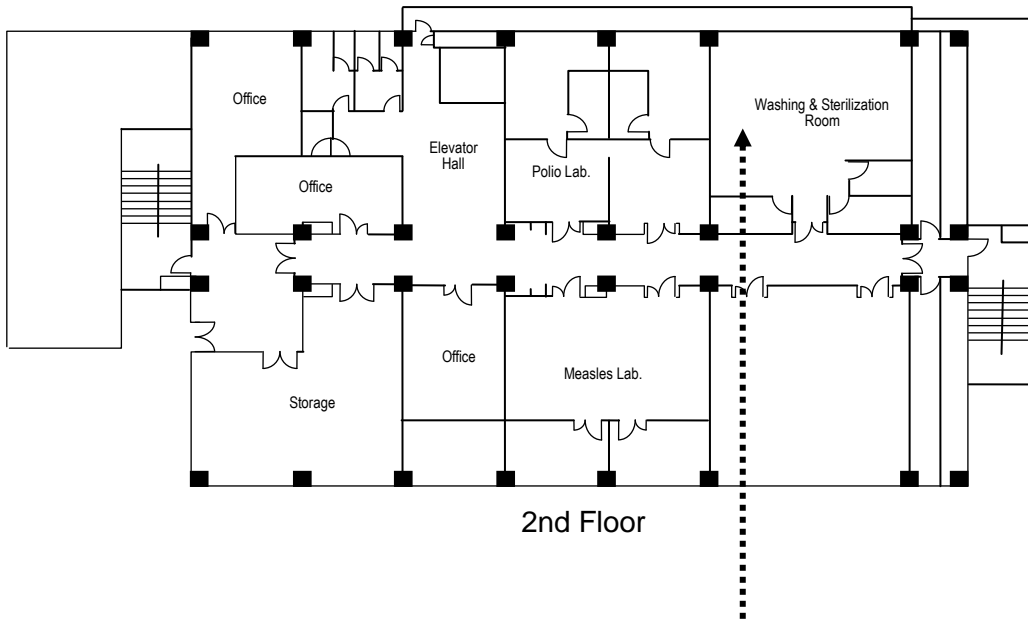 Office
Washing & Sterilization
Room
Elevator
Hall
Polio Lab.
Office
Office
Measles Lab.
Storage
2nd Floor